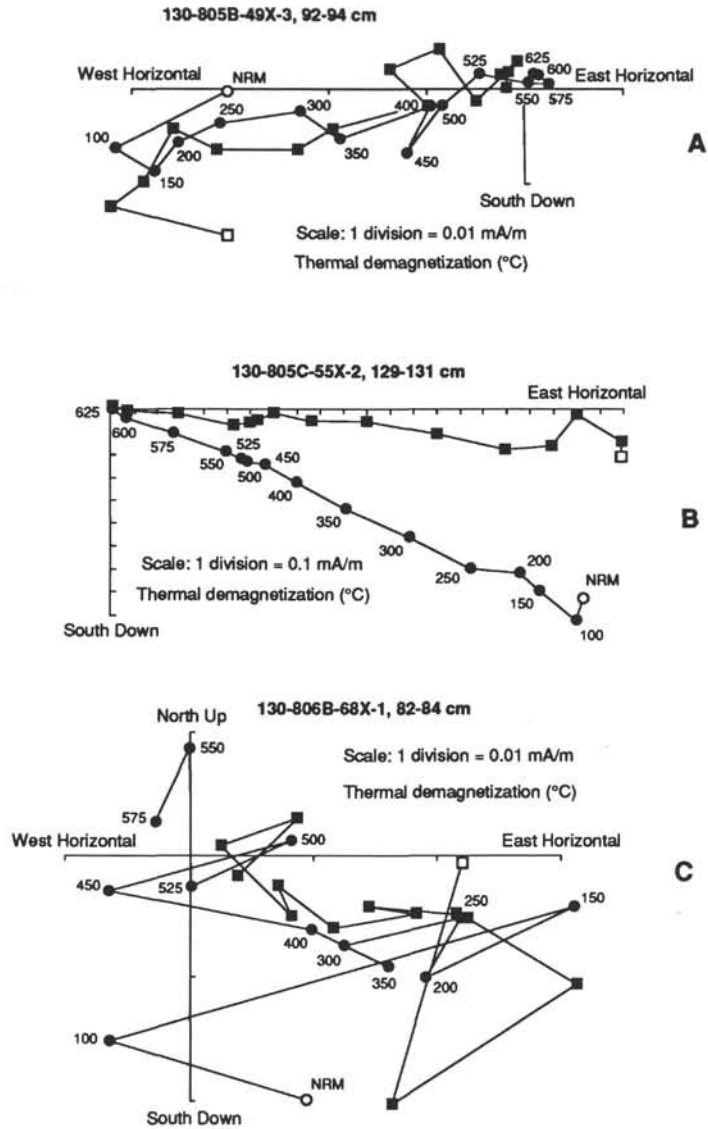 130-805B-49X-3, 92-94 cm
West Horizontal
NRM
525
625
600
East Horizontal
250
300
400
500
550
575
100
200
350
450
150
A
South Down
Scale: 1 division = 0.01 mA/m
Thermal demagnetization (°C)
130-805C-55X-2, 129-131 cm
East Horizontal
625
600
575
525
550
450
500
400
350
B
300
Scale: 1 division = 0.1 mA/m
250
200
Thermal demagnetization (°C)
150
NRM
South Down
100
130-806B-68X-1, 82-84 cm
North Up
550
Scale: 1 division = 0.01 mA/m
Thermal demagnetization (°C)
575
West Horizontal
500
East Horizontal
C
450
525
250
150
400
300
350
200
100
NRM
South Down